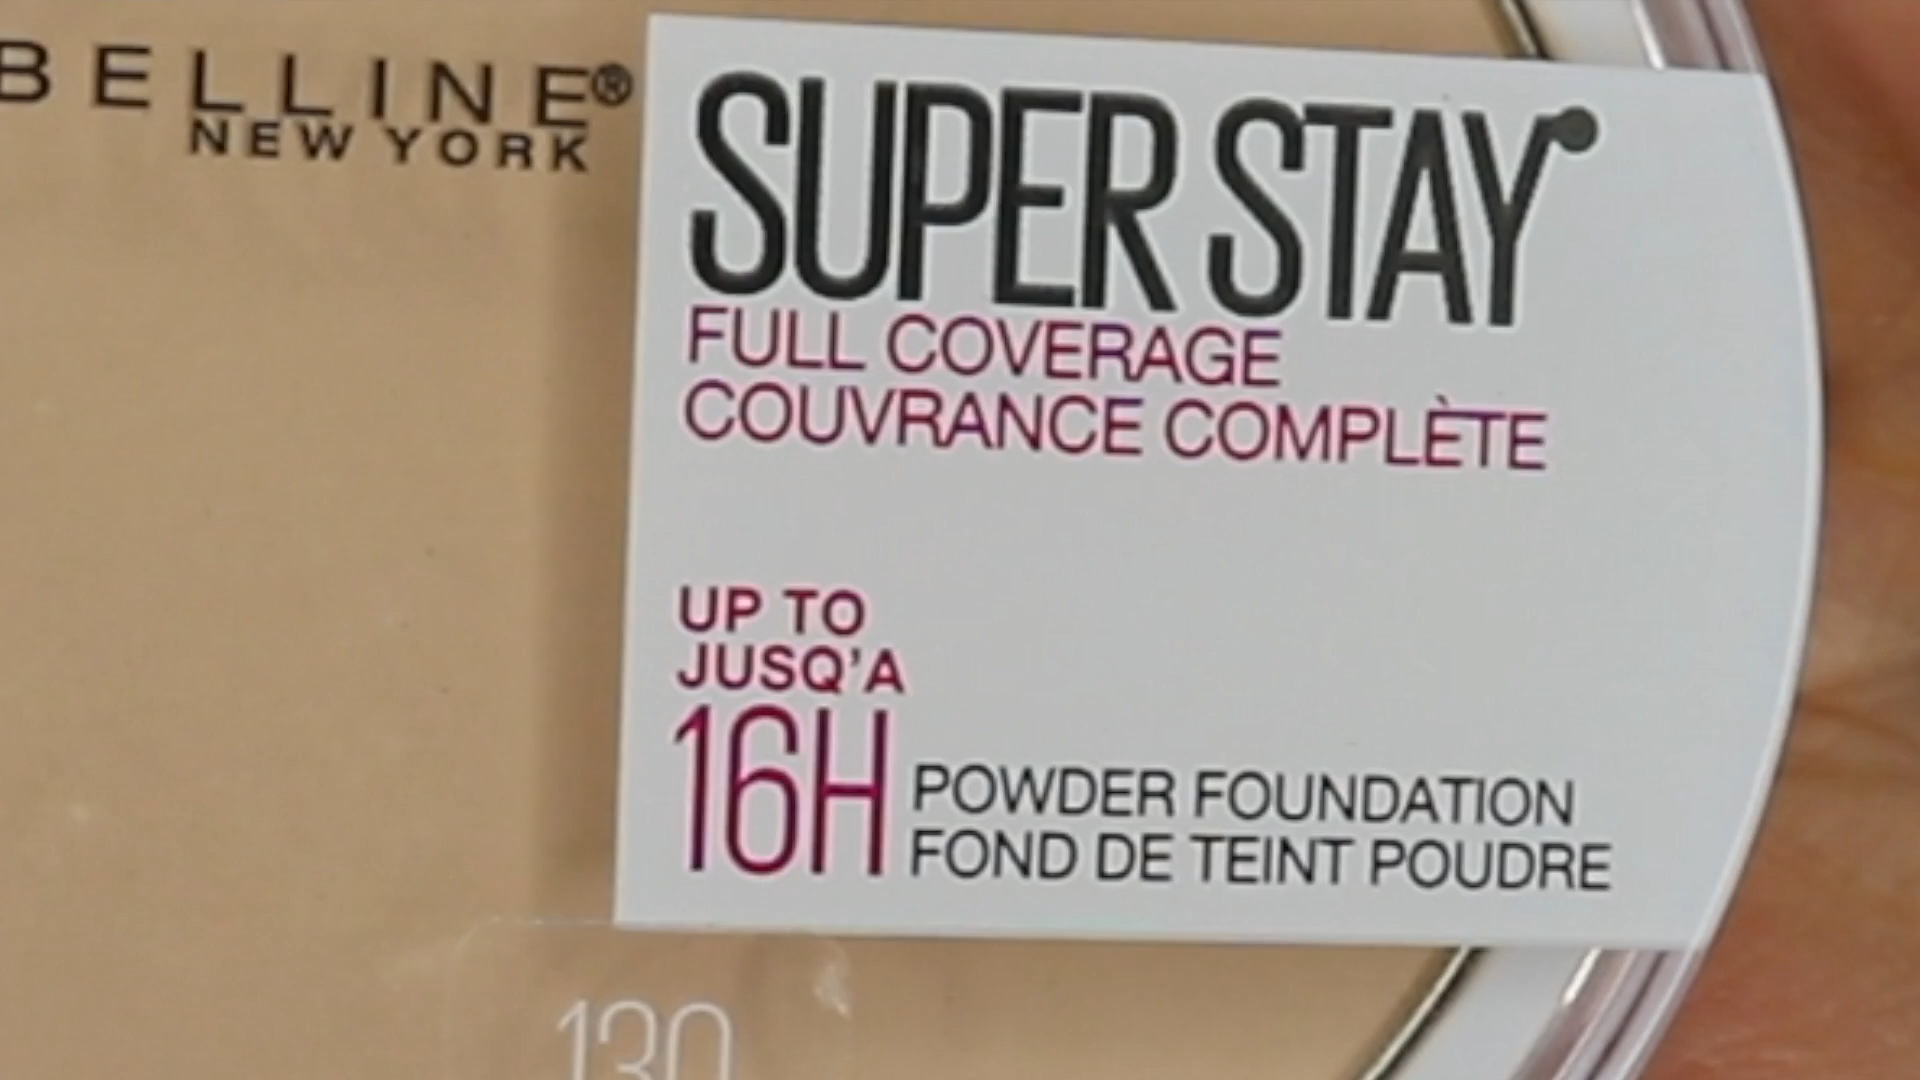 BELLINE®
NEW YORK
SUPER STAY
FULL COVERAGE
COUVRANCE COMPLÈTE
UP TO
JUSQ'A
16H
POWDER FOUNDATION
FOND DE TEINT POUDRE
130